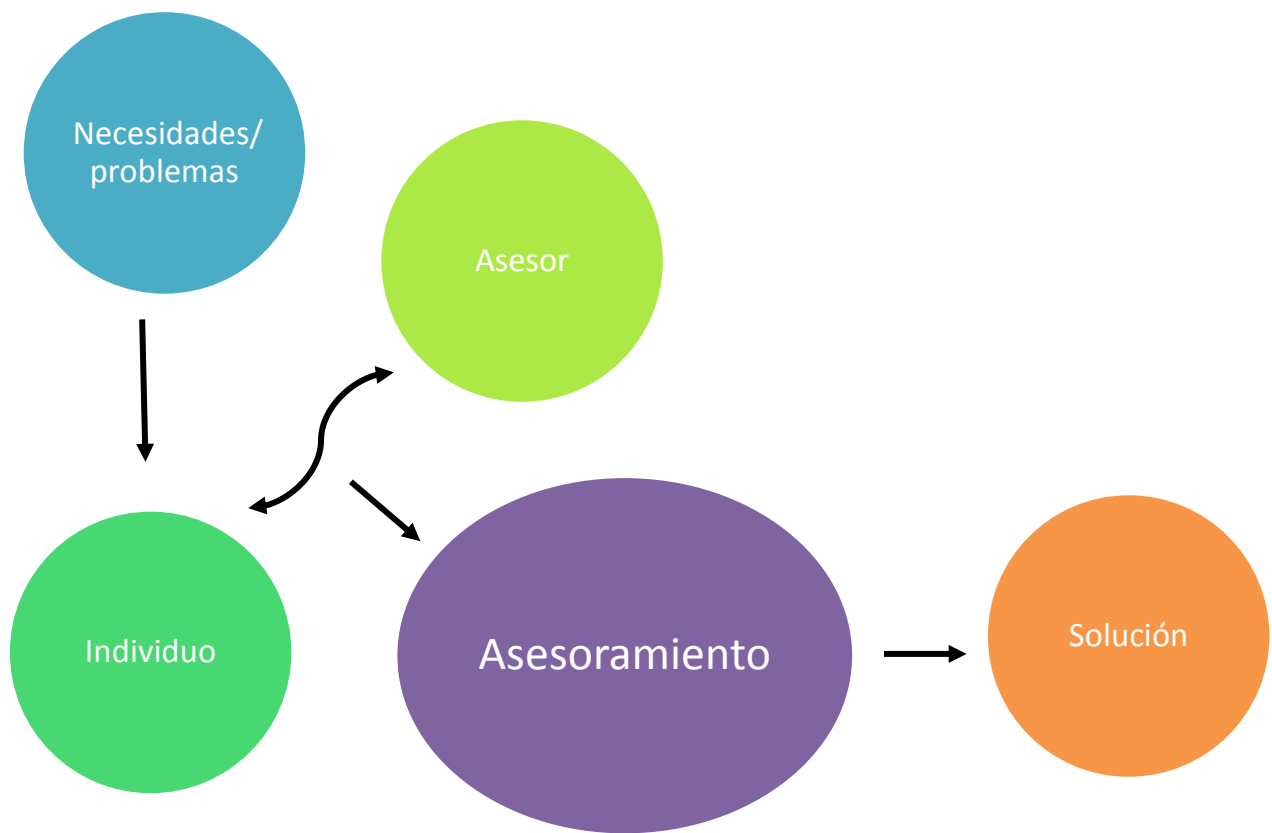 Necesidades/
problemas
Asesor
Individuo
Asesoramiento
Solución